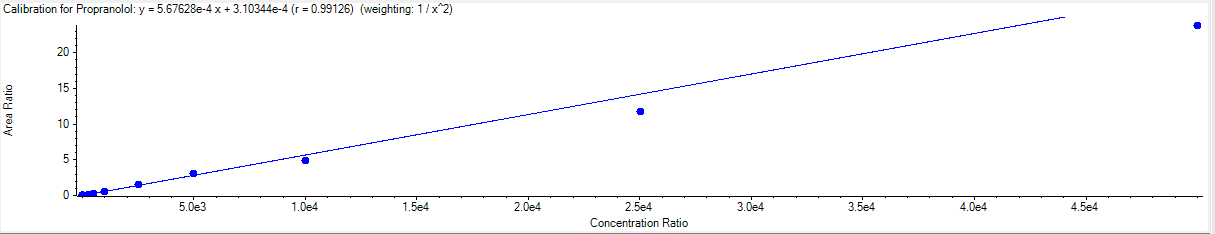 Calibration for Propranolol: y = 5.67628e-4 x + 3.10344e-4 (r = 0.99126) (weighting: 1 / x^2)
Area Ratio
20
15
10
5
0
5.0e3 1.0e4 1.5e4 2.0e4 2.5e4 3.0e4 3.5e4 4.0e4 4.5e4
Concentration Ratio